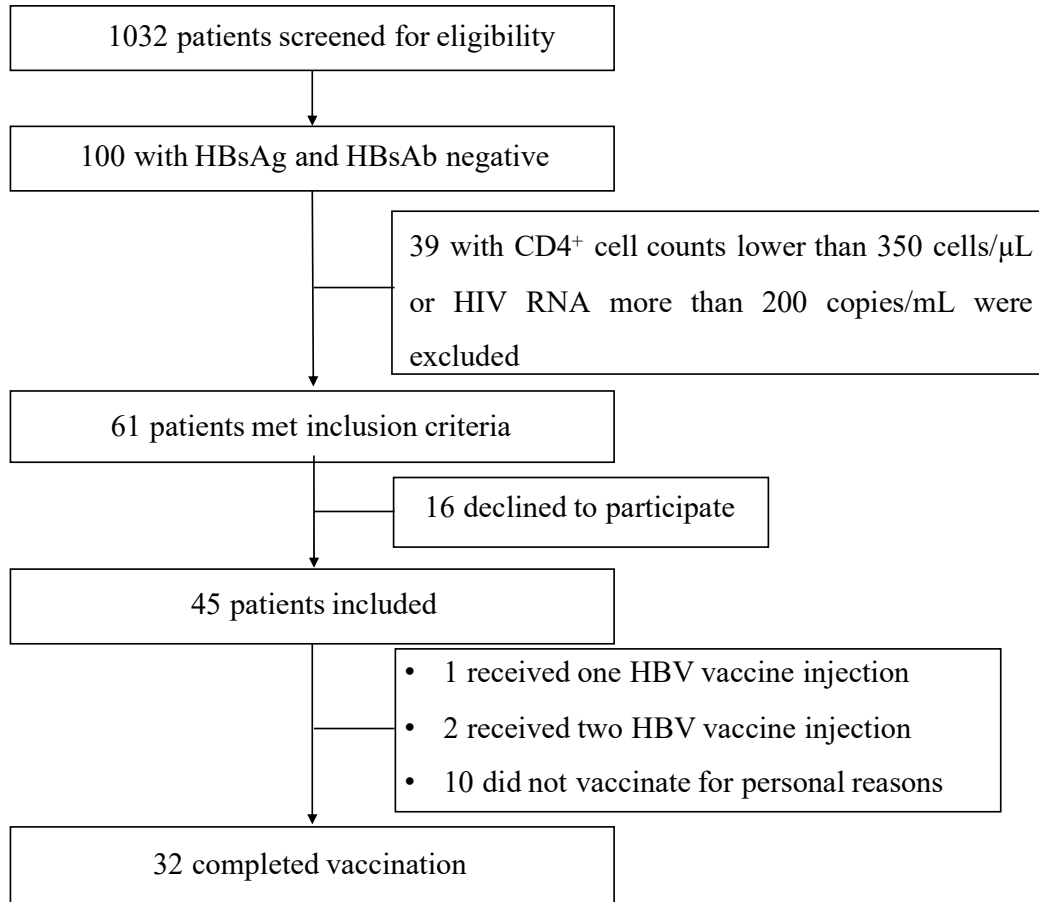 1032 patients screened for eligibility
100 with HBsAg and HBsAb negative
39 with CD4⁺ cell counts lower than 350 cells/μL
or HIV RNA more than 200 copies/mL were
excluded
61 patients met inclusion criteria
16 declined to participate
45 patients included
• 1 received one HBV vaccine injection
• 2 received two HBV vaccine injection
• 10 did not vaccinate for personal reasons
32 completed vaccination